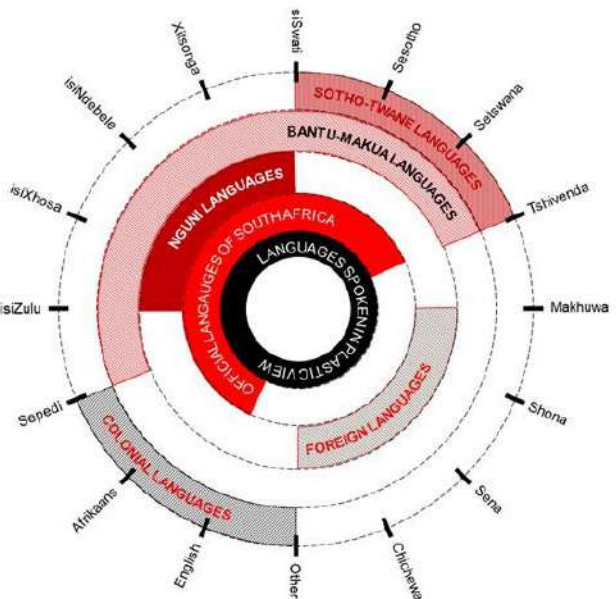 siSwati
Sesotho
Setswana
Tshivenda
Makhuwa
Shona
Sena
Chichewa
Other
English
Afrikaans
Sepedi
isiZulu
isiXhosa
isiNdebele
Xitsonga
SOTHO-TWANE LANGUAGES
BANTU-MAKUA LANGUAGES
NGUNI LANGUAGES
OFFICIAL LANGAUGES OF SOUTHAFRICA
LANGUAGES SPOKEN IN PLASTIC VIEW
FOREIGN LANGUAGES
COLONIAL LANGUAGES